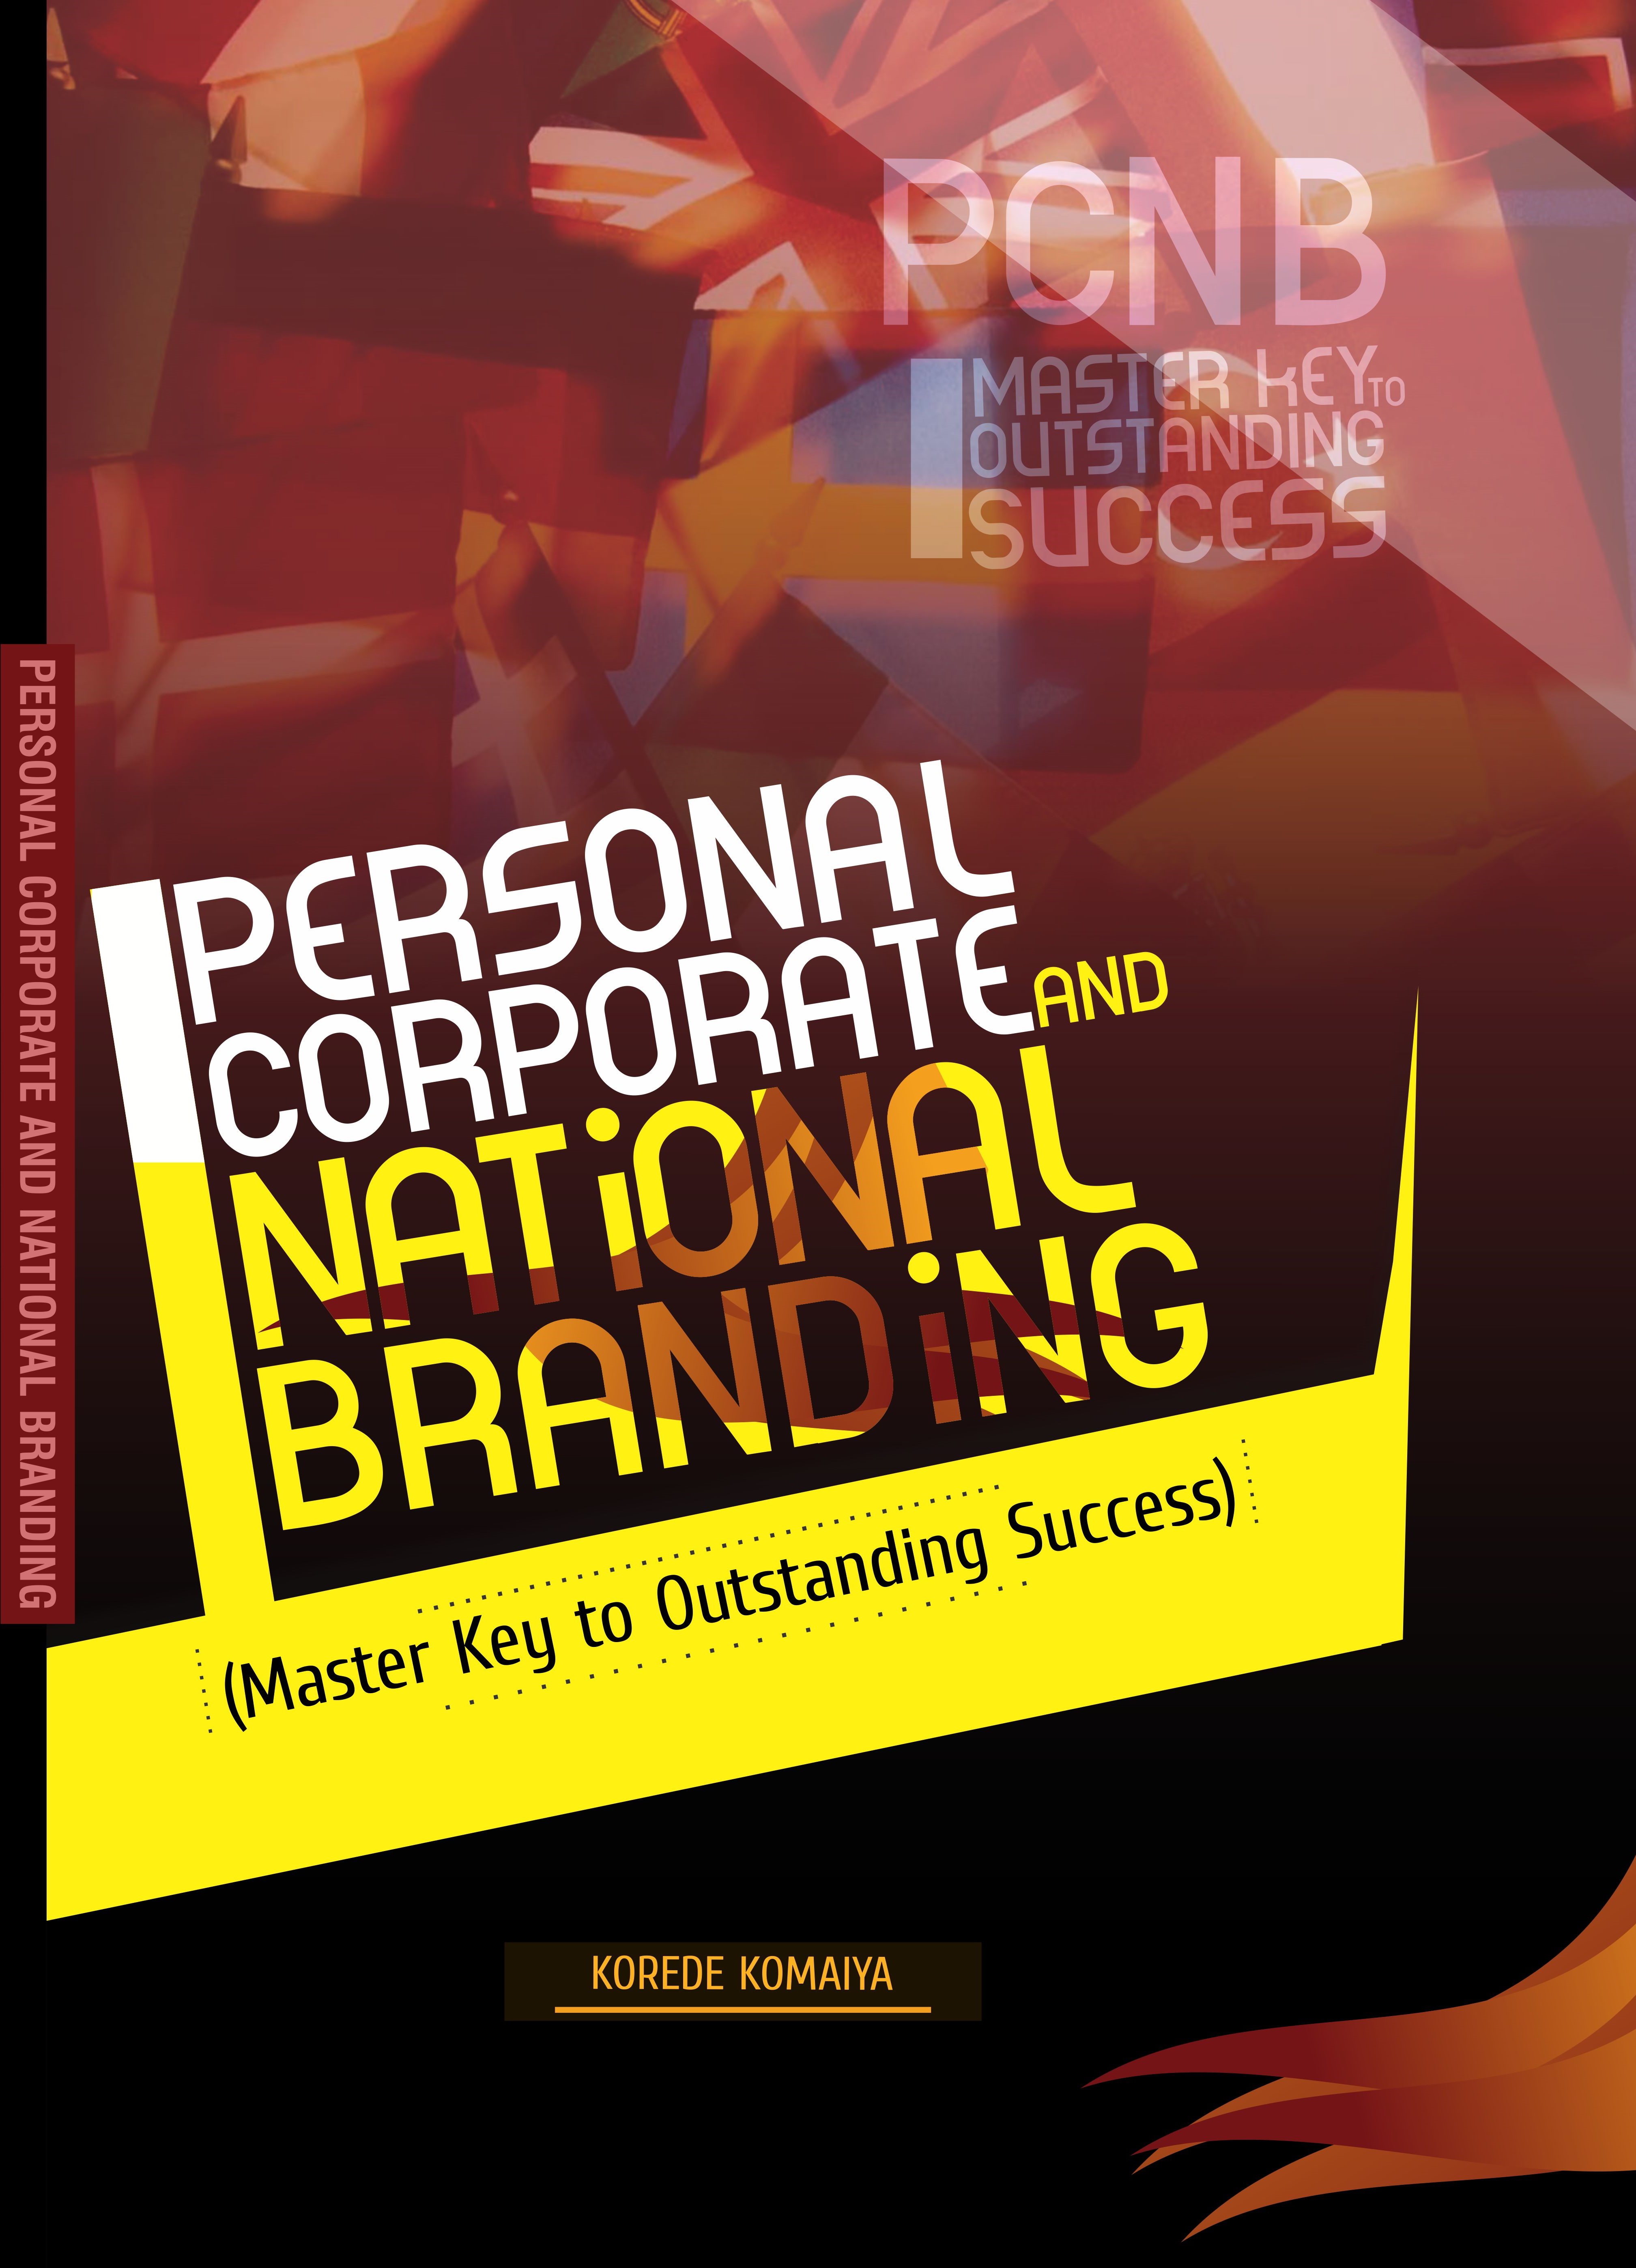 PCNB
MASTER KEY TO
OUTSTANDING
SUCCESS
PERSONAL CORPORATE AND NATIONAL BRANDING
PERSONAL
CORPORATE AND
NATiONAL
BRANDiNG
(Master Key to Outstanding Success)
KOREDE KOMAIYA